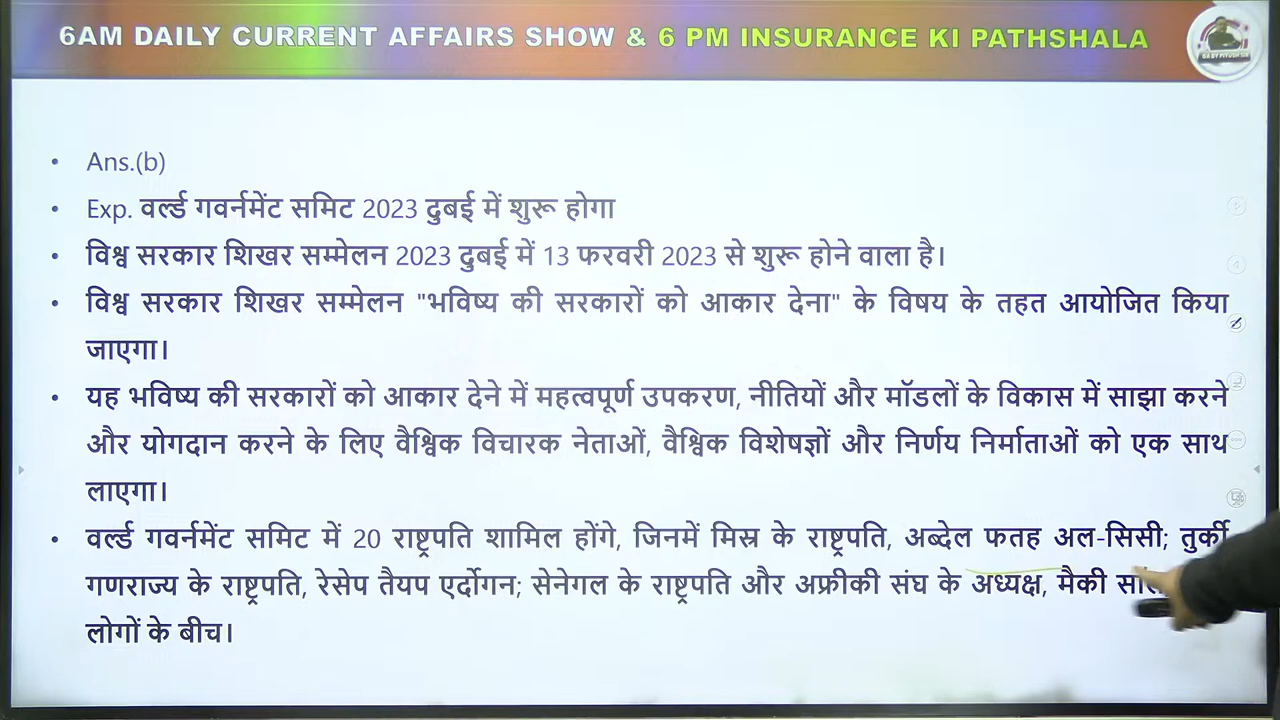 6AM DAILY CURRENT AFFAIRS SHOW & 6 PM INSURANCE KI PATHSHALA
• Ans.(b)
• Exp. वर्ल्ड गवर्नमेंट समिट 2023 दुबई में शुरू होगा
• विश्व सरकार शिखर सम्मेलन 2023 दुबई में 13 फरवरी 2023 से शुरू होने वाला है।
• विश्व सरकार शिखर सम्मेलन "भविष्य की सरकारों को आकार देना" के विषय के तहत आयोजित किया
जाएगा।
• यह भविष्य की सरकारों को आकार देने में महत्वपूर्ण उपकरण, नीतियों और मॉडलों के विकास में साझा करने
और योगदान करने के लिए वैश्विक विचारक नेताओं, वैश्विक विशेषज्ञों और निर्णय निर्माताओं को एक साथ
लाएगा।
• वर्ल्ड गवर्नमेंट समिट में 20 राष्ट्रपति शामिल होंगे, जिनमें मिस्र के राष्ट्रपति, अब्देल फतह अल-सिसी; तुर्की
गणराज्य के राष्ट्रपति, रेसेप तैयप एर्दोगन; सेनेगल के राष्ट्रपति और अफ्रीकी संघ के अध्यक्ष, मैकी
लोगों के बीच।